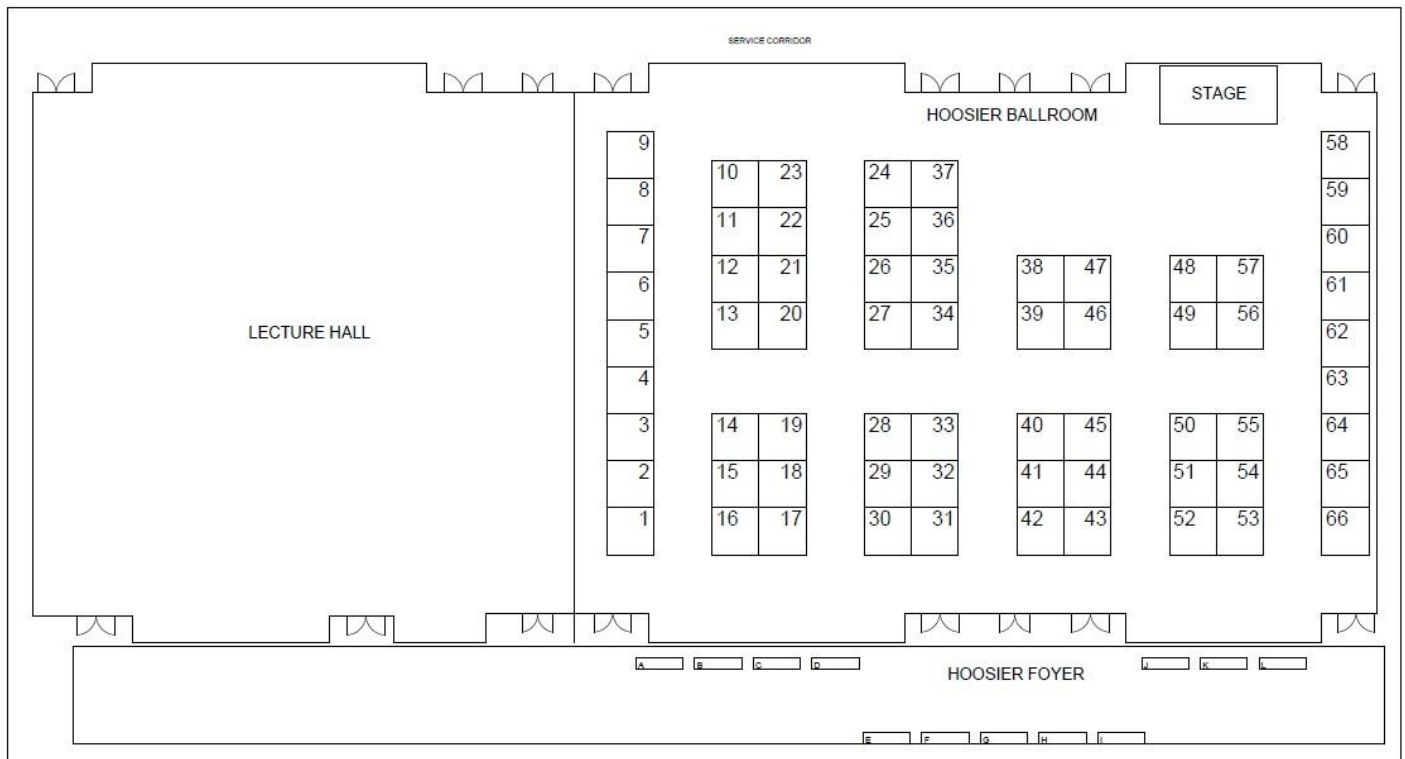 SERVICE CORRIDOR
STAGE
HOOSIER BALLROOM
9 58
10 23 24 37
8 59
11 22 25 36
7 60
12 21 26 35 38 47 48 57
6 61
13 20 27 34 39 46 49 56
LECTURE HALL
5 62
4 63
3 14 19 28 33 40 45 50 55 64
2 15 18 29 32 41 44 51 54 65
1 16 17 30 31 42 43 52 53 66
A B C D J K L
HOOSIER FOYER
E F G H I